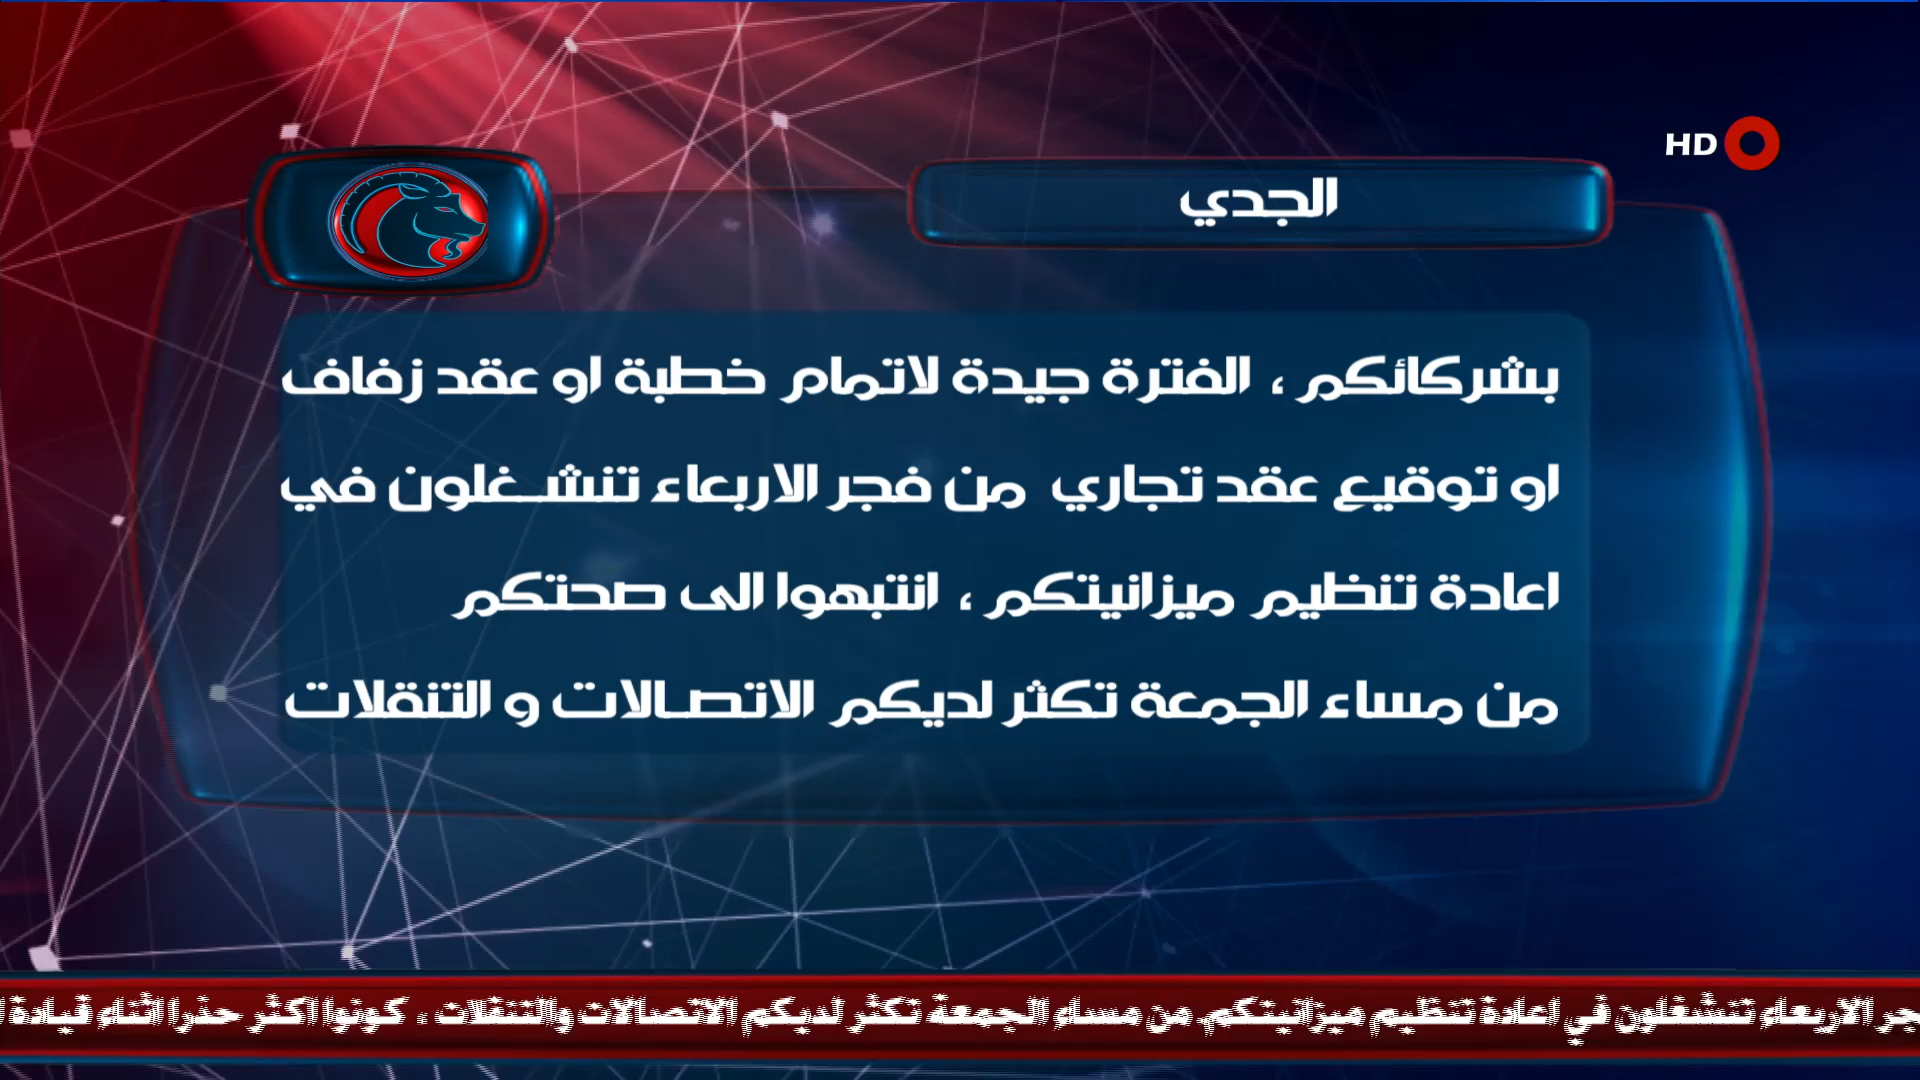 HD
الجدي
بشركائكم ، الفترة جيدة لاتمام خطبة او عقد زفاف
او توقيع عقد تجاري من فجر الاربعاء تنشغلون في
اعادة تنظيم ميزانيتكم ، انتبهوا الى صحتكم
من مساء الجمعة تكثر لديكم الاتصالات و التنقلات
جر الاربعاء تنشغلون في اعادة تنظيم ميزانيتكم. من مساء الجمعة تكثر لديكم الاتصالات والتنقلات ، كونوا اكثر حذرا اثناء قيادة ا